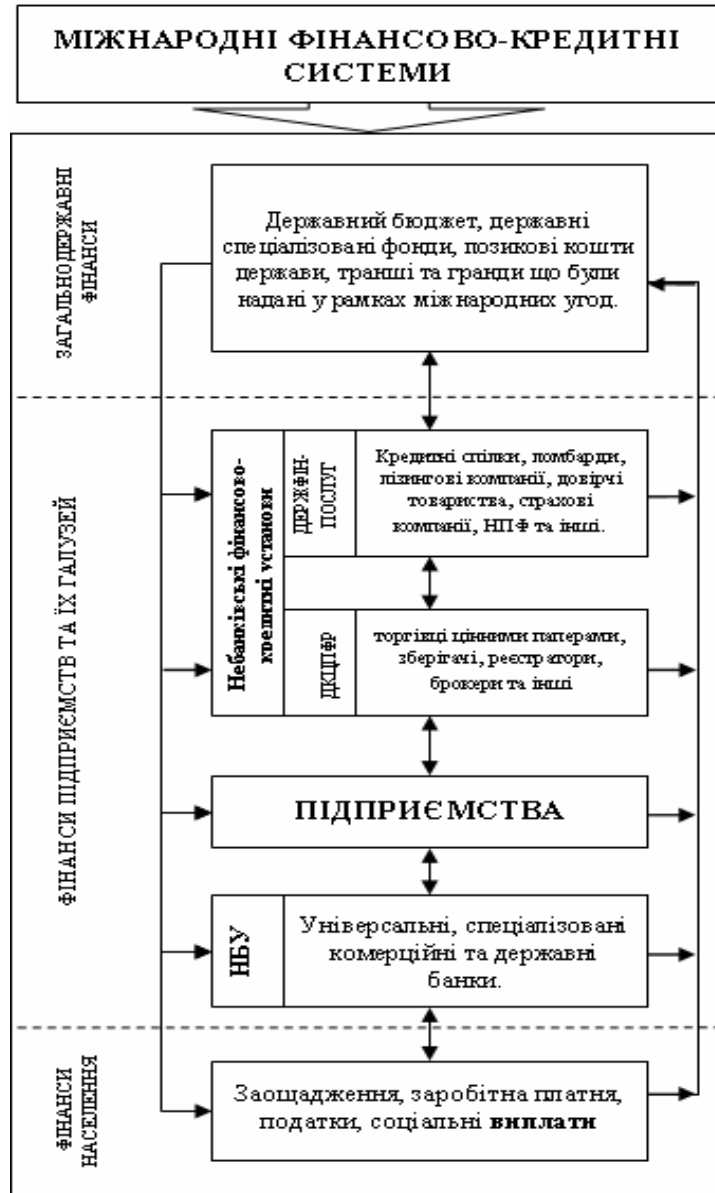 МІЖНАРОДНІ ФІНАНСОВО-КРЕДИТНІ
СИСТЕМИ
ЗАГАЛЬНОДЕРЖАВНІ
ФІНАНСИ
Державний бюджет, державні
спеціалізовані фонди, позикові кошти
держави, транші та гранди що були
надані у рамках міжнародних угод.
ФІНАНСИ ПІДПРИЄМСТВ ТА ЇХ ГАЛУЗЕЙ
Небанківські фінансово-
кредитні установи
ДЕРЖФІН-
ПОСЛУГ
Кредитні спілки, ломбарди,
лізингові компанії, довірчі
товариства, страхові
компанії, НПФ та інші.
ДКЦПФР
торгівці цінними паперами,
зберігачі, реєстратори,
брокери та інші
ПІДПРИЄМСТВА
НБУ
Універсальні, спеціалізовані
комерційні та державні
банки.
ФІНАНСИ
НАСЕЛЕННЯ
Заощадження, заробітна платня,
податки, соціальні виплати